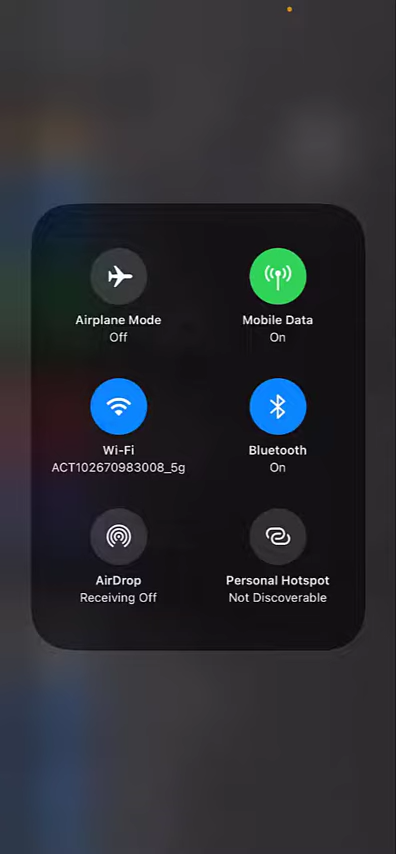 Airplane Mode
Off
Mobile Data
On
Wi-Fi
ACT102670983008_5g
Bluetooth
On
AirDrop
Receiving Off
Personal Hotspot
Not Discoverable